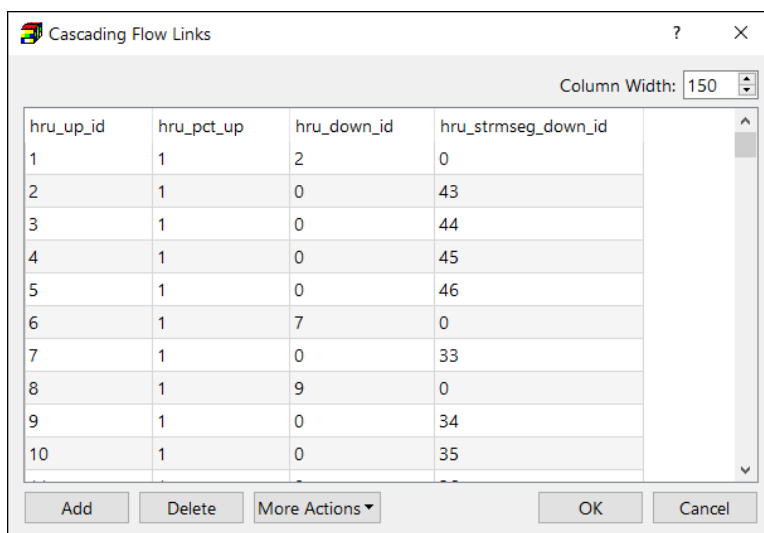 Cascading Flow Links ?
Column Width: 150
hru_up_id hru_pct_up hru_down_id hru_strmseg_down_id
1 1 2 0
2 1 0 43
3 1 0 44
4 1 0 45
5 1 0 46
6 1 7 0
7 1 0 33
8 1 9 0
9 1 0 34
10 1 0 35
Add Delete More Actions OK Cancel